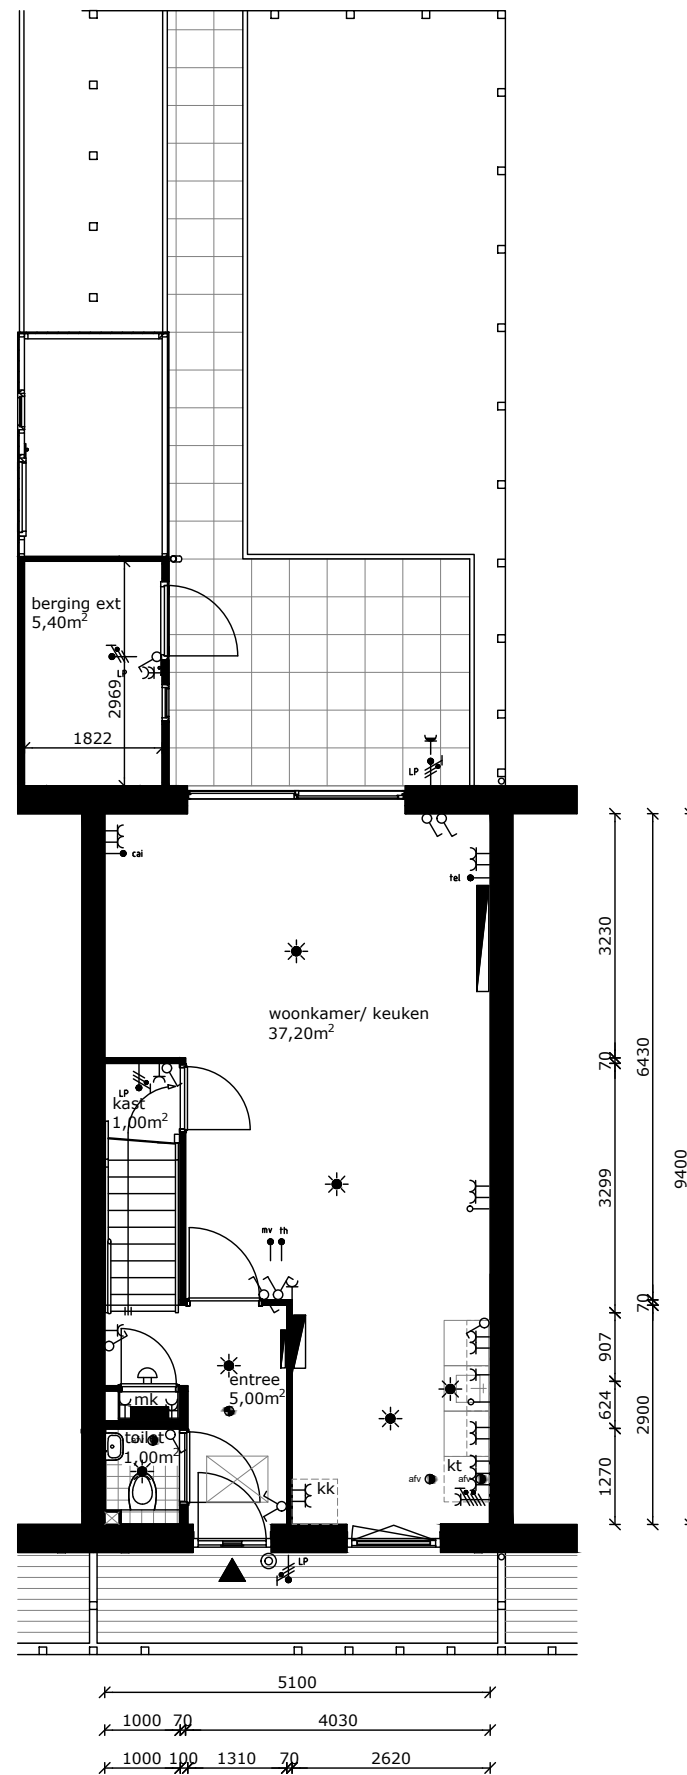 berging ext
5,40m²
LP
2969
1822
LP
cai
tel
woonkamer/ keuken
37,20m²
3230
70
6430
9400
LP
kast
1,00m²
3299
mv th
70
907
entree
5,00m²
mk
624
2900
toilet
1,00m²
kt
afv afv
kk
1270
LP
5100
1000 70 4030
1000 100 1310 70 2620